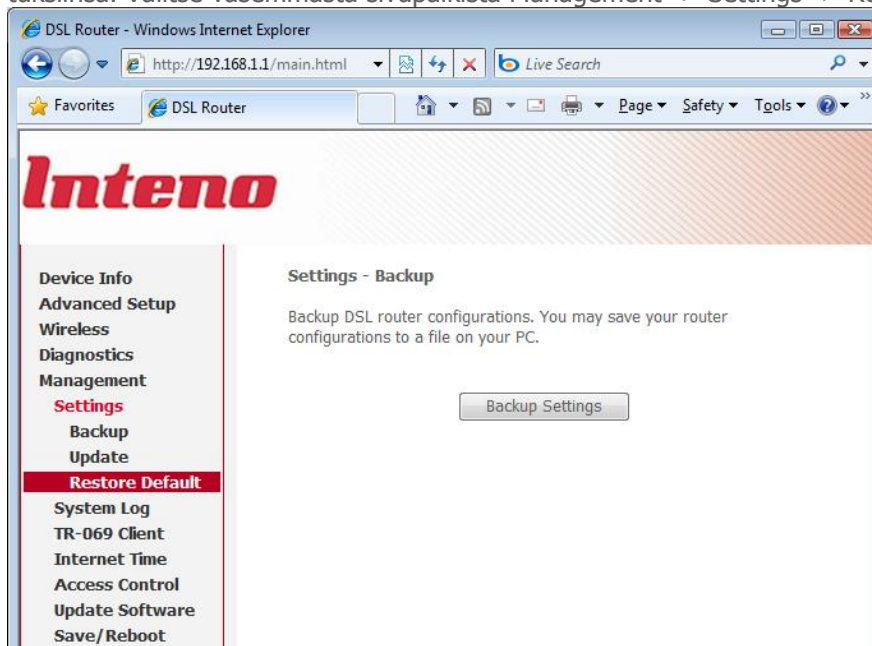 DSL Router - Windows Internet Explorer
http://192.168.1.1/main.html Live Search
Favorites DSL Router Page Safety Tools
Inteno
Device Info
Advanced Setup
Wireless
Diagnostics
Management
Settings
Backup
Update
Restore Default
System Log
TR-069 Client
Internet Time
Access Control
Update Software
Save/Reboot
Settings - Backup
Backup DSL router configurations. You may save your router
configurations to a file on your PC.
Backup Settings